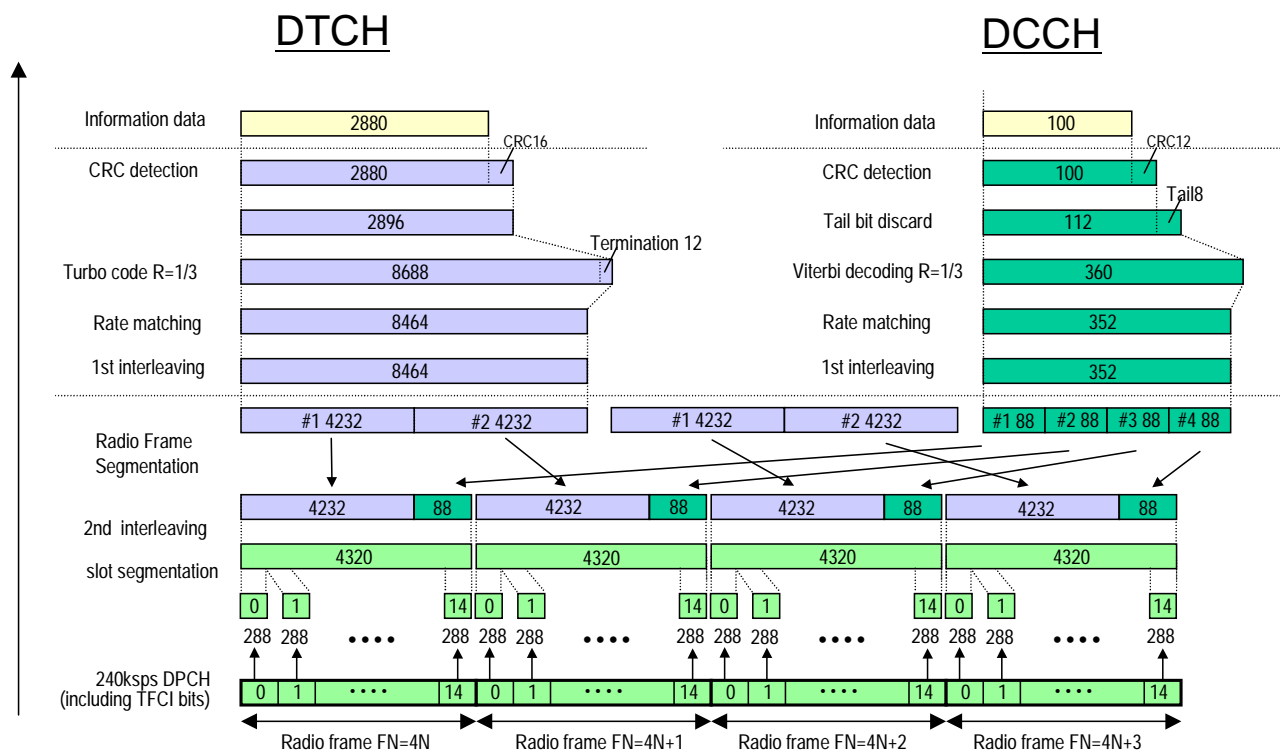 DTCH
DCCH
Information data
2880
Information data
100
CRC16
CRC12
CRC detection
2880
CRC detection
100
2896
Tail bit discard
112
Tail8
Termination 12
Turbo code R=1/3
8688
Viterbi decoding R=1/3
360
Rate matching
8464
Rate matching
352
1st interleaving
8464
1st interleaving
352
Radio Frame
Segmentation
#1 4232
#2 4232
#1 4232
#2 4232
#1 88
#2 88
#3 88
#4 88
2nd interleaving
4232
88
4232
88
4232
88
4232
88
slot segmentation
4320
4320
4320
4320
0
1
14
0
1
14
0
1
14
0
1
14
288
288
••••
288
288
288
••••
288
288
288
••••
288
288
288
••••
288
240ksps DPCH
(including TFCI bits)
0
1
••••
14
0
1
••••
14
0
1
••••
14
0
1
••••
14
Radio frame FN=4N
Radio frame FN=4N+1
Radio frame FN=4N+2
Radio frame FN=4N+3